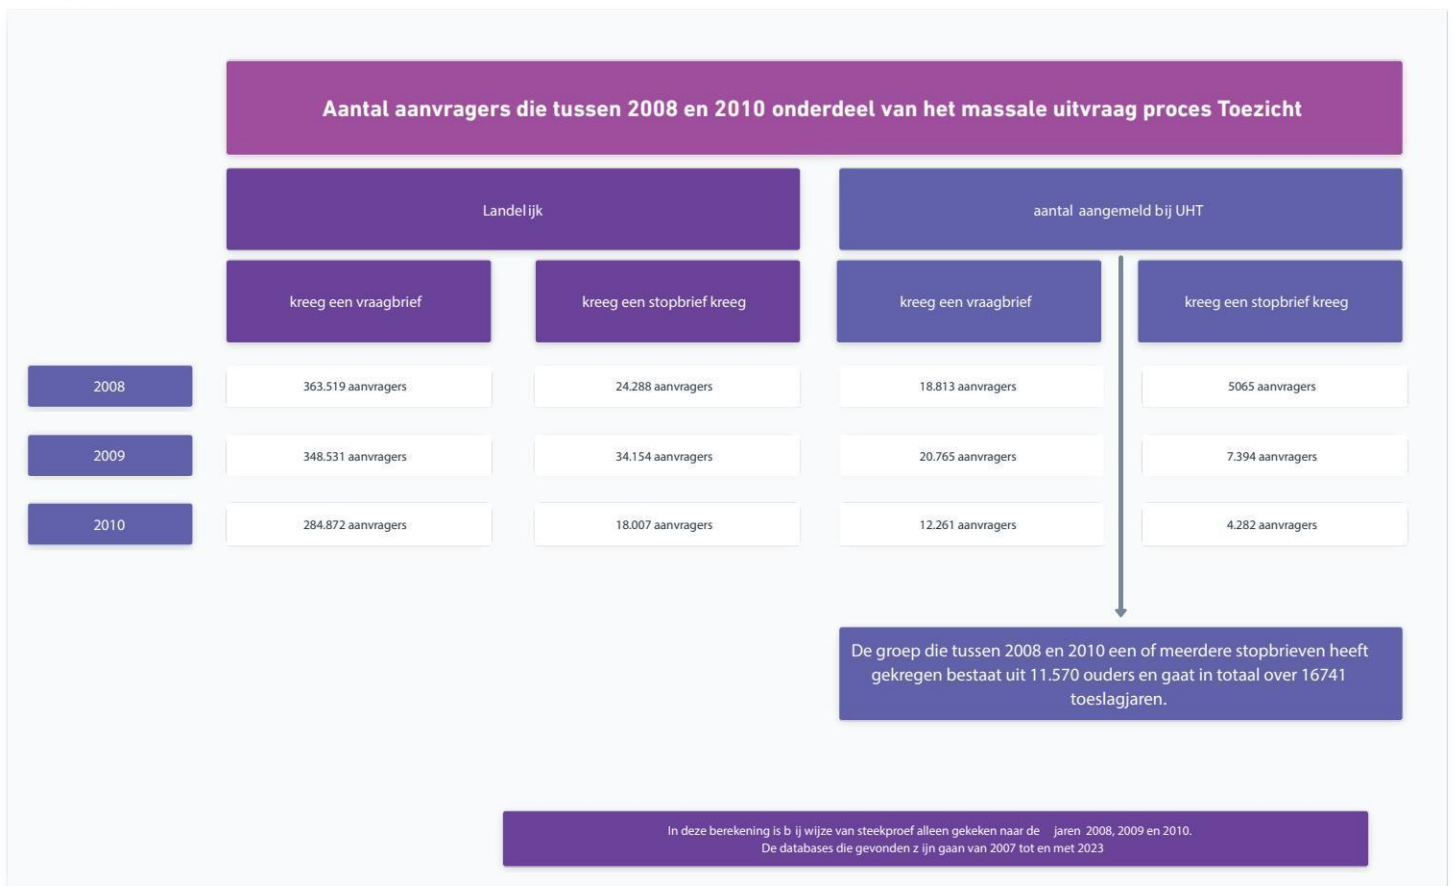 Aantal aanvragers die tussen 2008 en 2010 onderdeel van het massale uitvraag proces Toezicht
Landelijk
aantal aangemeld bij UHT
kreeg een vraagbrief
kreeg een stopbrief kreeg
kreeg een vraagbrief
kreeg een stopbrief kreeg
2008
363.519 aanvragers
24.288 aanvragers
18.813 aanvragers
5065 aanvragers
2009
348.531 aanvragers
34.154 aanvragers
20.765 aanvragers
7.394 aanvragers
2010
284.872 aanvragers
18.007 aanvragers
12.261 aanvragers
4.282 aanvragers
De groep die tussen 2008 en 2010 een of meerdere stopbrieven heeft
gekregen bestaat uit 11.570 ouders en gaat in totaal over 16741
toeslagjaren.
In deze berekening is b ij wijze van steekproef alleen gekeken naar de jaren 2008, 2009 en 2010.
De databases die gevonden z ijn gaan van 2007 tot en met 2023